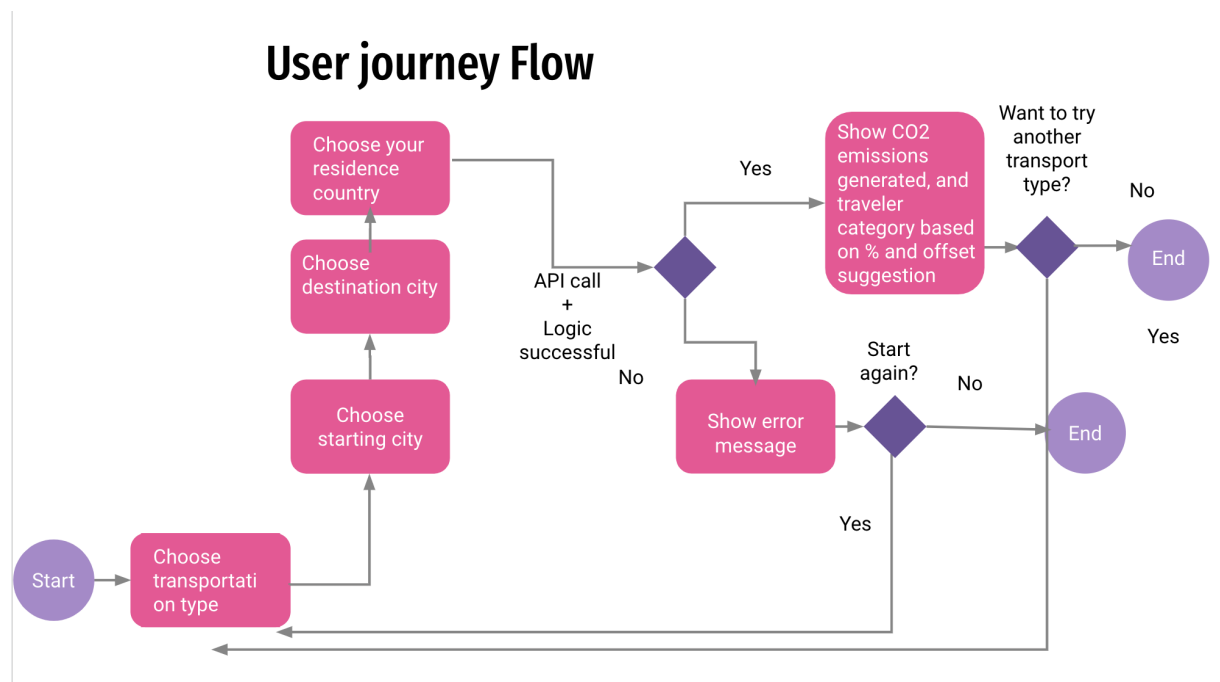 User journey Flow
Choose your
residence
country
Choose
destination city
Choose
starting city
Start
Choose
transportati
on type
API call
+
Logic
successful
Yes
No
Show CO2
emissions
generated, and
traveler
category based
on % and offset
suggestion
Want to try
another
transport
type?
No
End
Yes
Show error
message
Start
again?
No
End
Yes